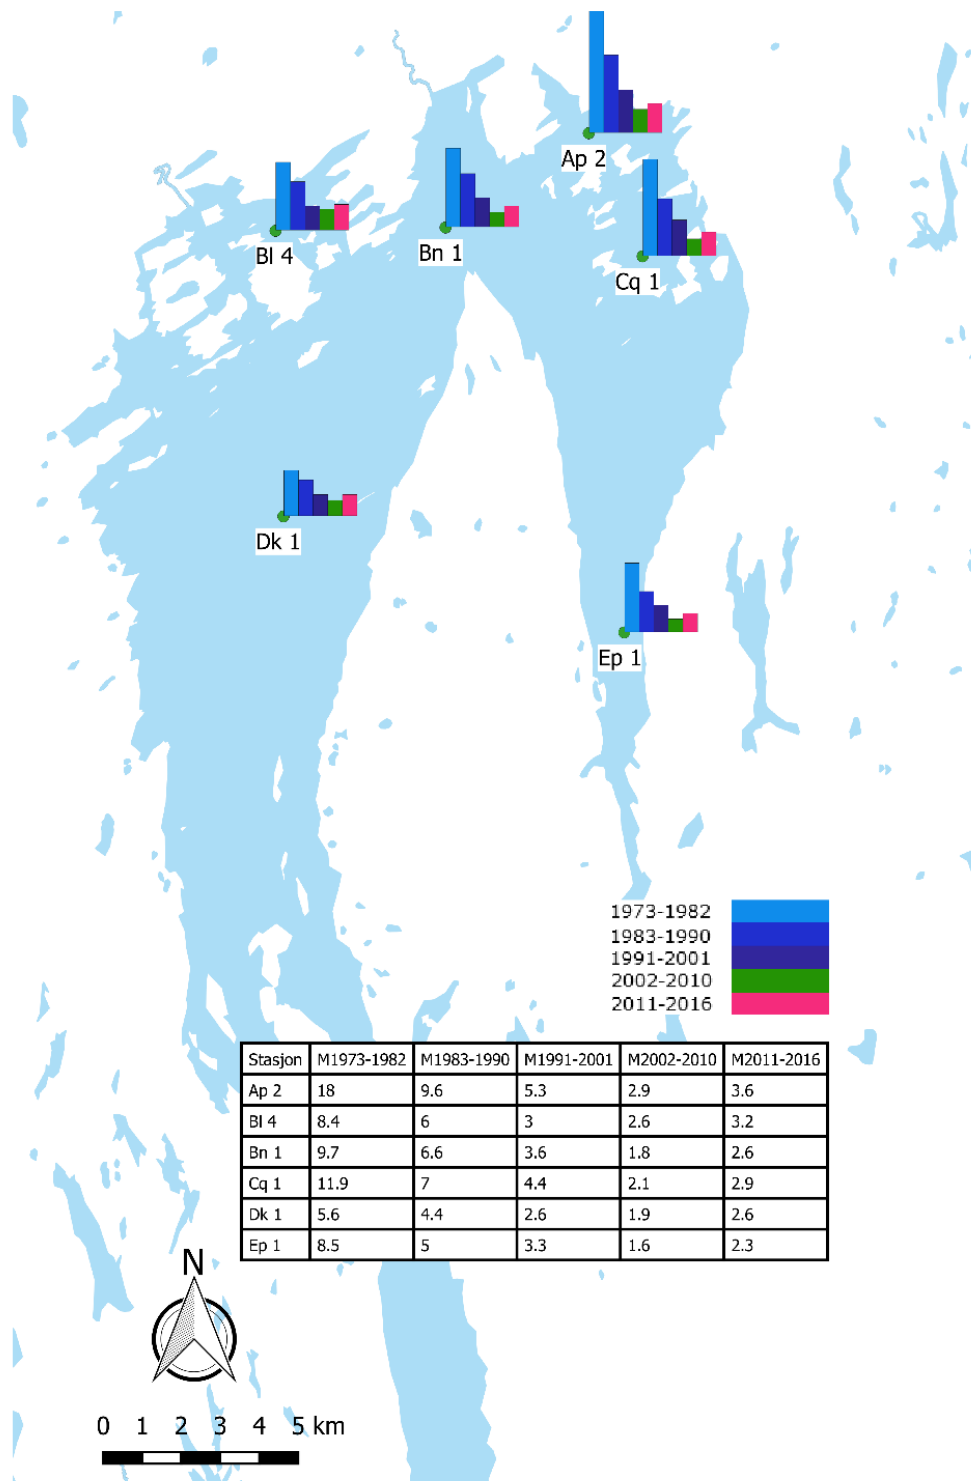 Ap 2
Bl 4
Bn 1
Cq 1
Dk 1
Ep 1
1973-1982
1983-1990
1991-2001
2002-2010
2011-2016
Stasjon M1973-1982 M1983-1990 M1991-2001 M2002-2010 M2011-2016
Ap 2 18 9.6 5.3 2.9 3.6
Bl 4 8.4 6 3 2.6 3.2
Bn 1 9.7 6.6 3.6 1.8 2.6
Cq 1 11.9 7 4.4 2.1 2.9
Dk 1 5.6 4.4 2.6 1.9 2.6
Ep 1 8.5 5 3.3 1.6 2.3
N
0 1 2 3 4 5 km